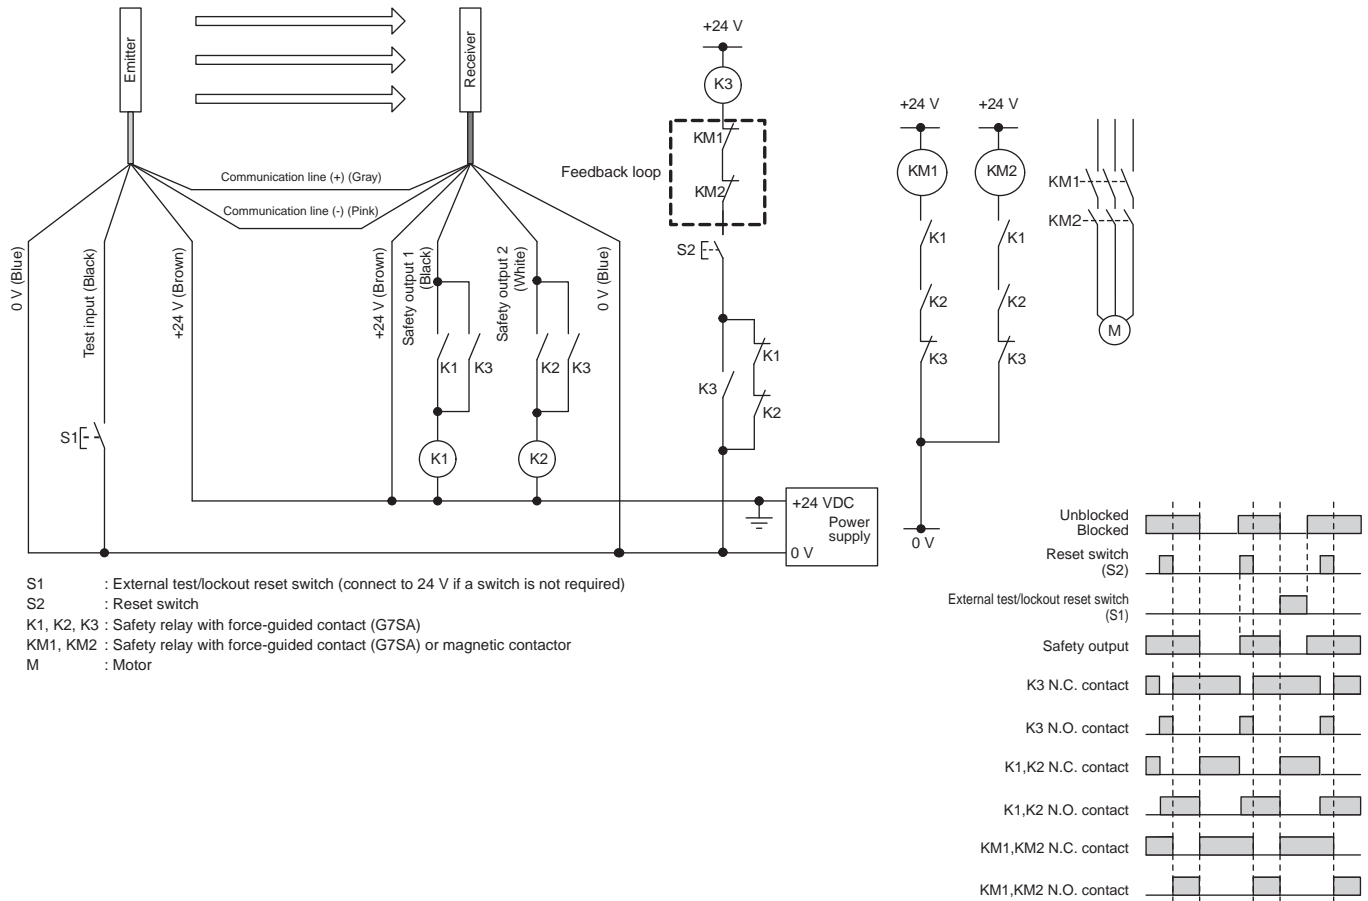 +24 V
Emitter
Receiver
K3
KM1
KM2
Feedback loop
Communication line (+) (Gray)
Communication line (-) (Pink)
S2
0 V (Blue)
Test input (Black)
+24 V (Brown)
+24 V (Brown)
Safety output 1
(Black)
Safety output 2
(White)
0 V (Blue)
K1
K3
K2
K3
S1
K1
K2
K3
K1
K2
+24 VDC
Power
supply
0 V
+24 V
+24 V
KM1
KM2
K1
K1
K2
K2
K3
K3
0 V
KM1
KM2
M
S1 : External test/lockout reset switch (connect to 24 V if a switch is not required)
S2 : Reset switch
K1, K2, K3 : Safety relay with force-guided contact (G7SA)
KM1, KM2 : Safety relay with force-guided contact (G7SA) or magnetic contactor
M : Motor
Unblocked
Blocked
Reset switch
(S2)
External test/lockout reset switch
(S1)
Safety output
K3 N.C. contact
K3 N.O. contact
K1,K2 N.C. contact
K1,K2 N.O. contact
KM1,KM2 N.C. contact
KM1,KM2 N.O. contact